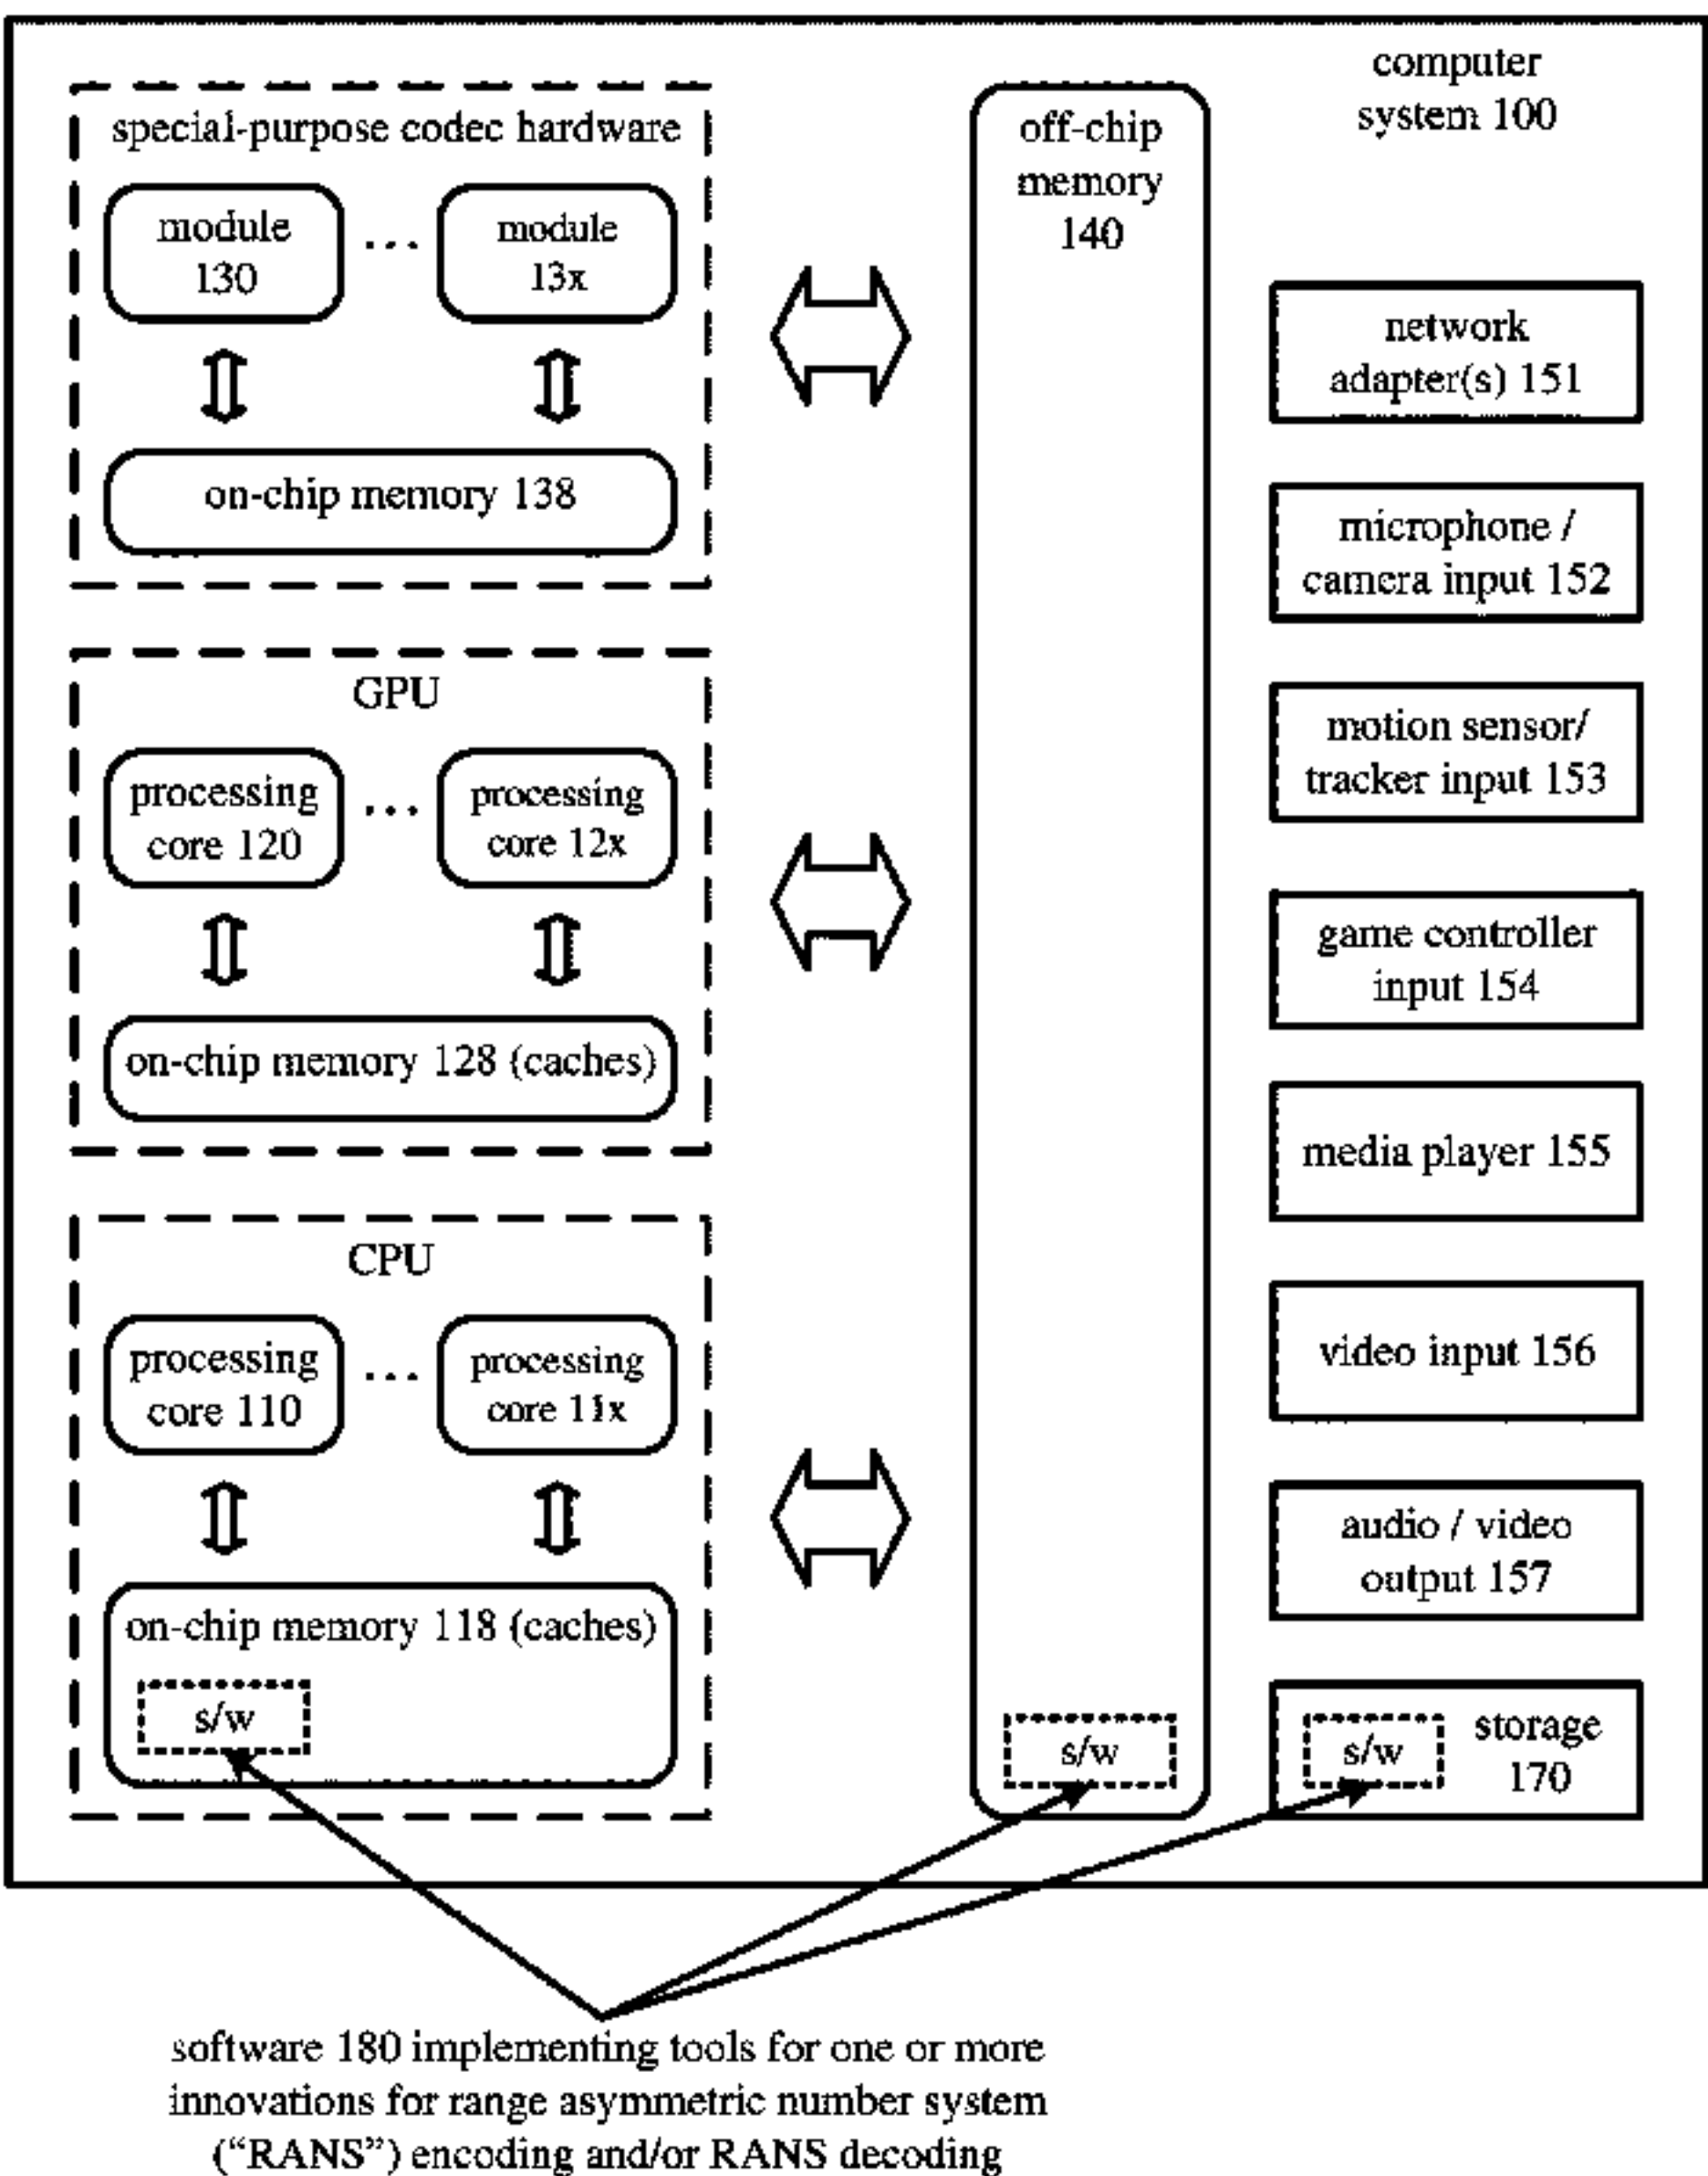 computer
system 100
special-purpose codec hardware
module
130
...
module
13x
on-chip memory 138
GPU
processing
core 120
...
processing
core 12x
on-chip memory 128 (caches)
CPU
processing
core 110
...
processing
core 11x
on-chip memory 118 (caches)
s/w
off-chip
memory
140
s/w
network
adapter(s) 151
microphone /
camera input 152
motion sensor/
tracker input 153
game controller
input 154
media player 155
video input 156
audio / video
output 157
s/w
storage
170
software 180 implementing tools for one or more
innovations for range asymmetric number system
(“RANS”) encoding and/or RANS decoding